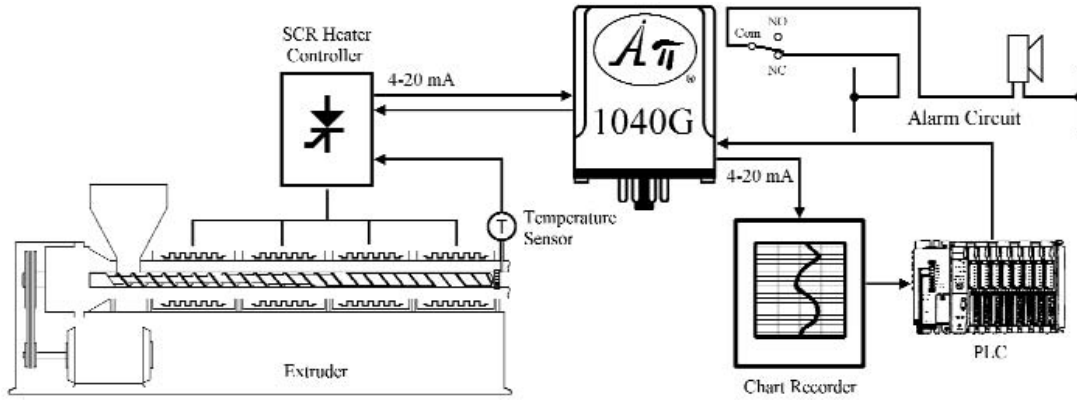 SCR Heater
Controller
4-20 mA
Aπ
®
1040G
NO
Com
NC
Alarm Circuit
4-20 mA
T
Temperature
Sensor
Extruder
Chart Recorder
PLC